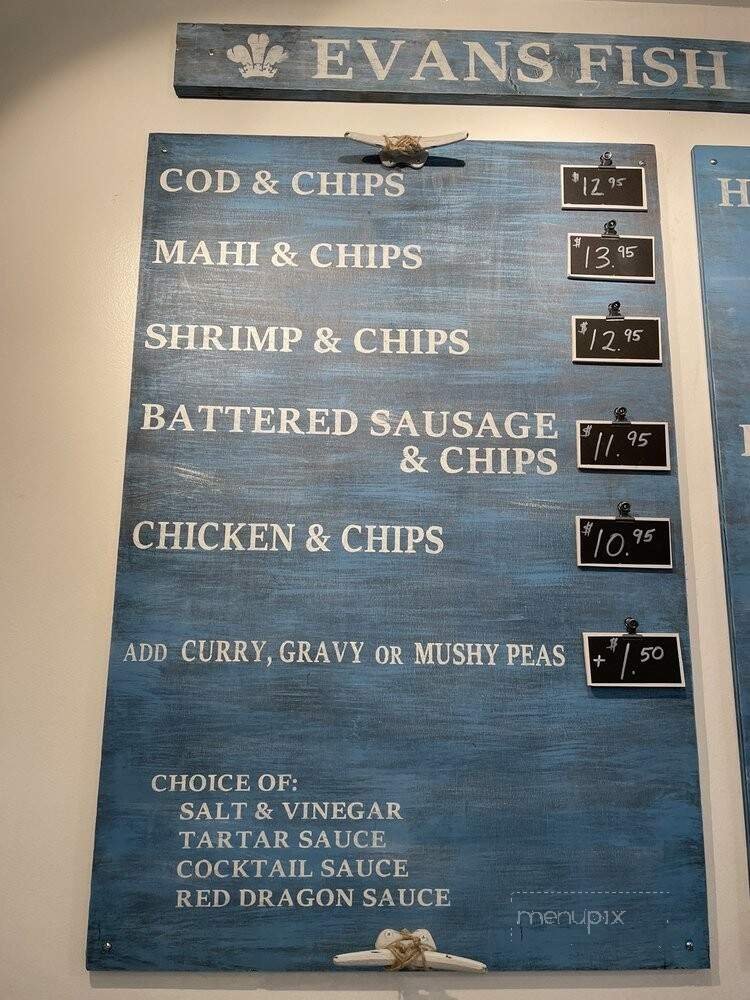 EVANS FISH
COD & CHIPS $12.95
MAHI & CHIPS $13.95
SHRIMP & CHIPS $12.95
BATTERED SAUSAGE
& CHIPS $11.95
CHICKEN & CHIPS $10.95
ADD CURRY, GRAVY OR MUSHY PEAS +$1.50
CHOICE OF:
SALT & VINEGAR
TARTAR SAUCE
COCKTAIL SAUCE
RED DRAGON SAUCE
menupix
H